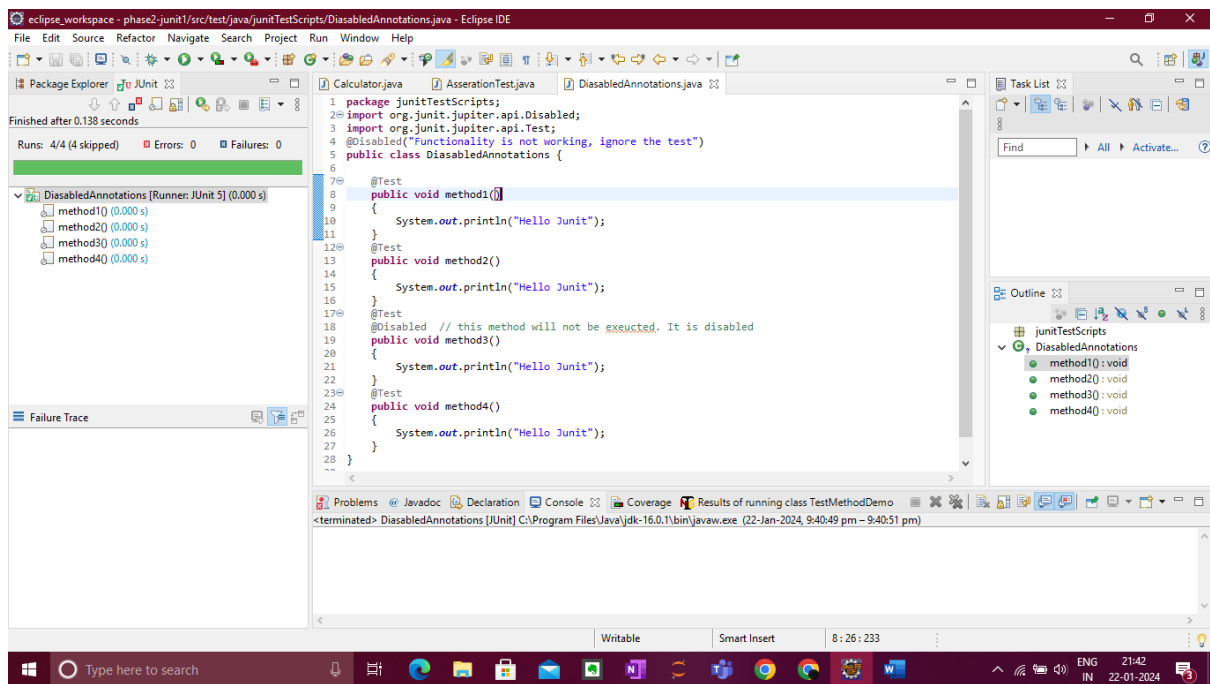 eclipse_workspace - phase2-junit1/src/test/java/junitTestScripts/DiasabledAnnotations.java - Eclipse IDE
File Edit Source Refactor Navigate Search Project Run Window Help
Package Explorer JUnit
Finished after 0.138 seconds
Runs: 4/4 (4 skipped) Errors: 0 Failures: 0
DiasabledAnnotations [Runner: JUnit 5] (0.000 s)
method1() (0.000 s)
method2() (0.000 s)
method3() (0.000 s)
method4() (0.000 s)
Failure Trace
Calculator.java AsserationTest.java DiasabledAnnotations.java
1 package junitTestScripts;
2 import org.junit.jupiter.api.Disabled;
3 import org.junit.jupiter.api.Test;
4 @Disabled("Functionality is not working, ignore the test")
5 public class DiasabledAnnotations {
6
7 @Test
8 public void method1()
9 {
10 System.out.println("Hello Junit");
11 }
12 @Test
13 public void method2()
14 {
15 System.out.println("Hello Junit");
16 }
17 @Test
18 @Disabled // this method will not be exeucted. It is disabled
19 public void method3()
20 {
21 System.out.println("Hello Junit");
22 }
23 @Test
24 public void method4()
25 {
26 System.out.println("Hello Junit");
27 }
28 }
Task List
Find All Activate...
Outline
junitTestScripts
DiasabledAnnotations
method1() : void
method2() : void
method3() : void
method4() : void
Problems Javadoc Declaration Console Coverage Results of running class TestMethodDemo
<terminated> DiasabledAnnotations [JUnit] C:\Program Files\Java\jdk-16.0.1\bin\javaw.exe (22-Jan-2024, 9:40:49 pm – 9:40:51 pm)
Writable Smart Insert 8 : 26 : 233
Type here to search
ENG 21:42
IN 22-01-2024
3